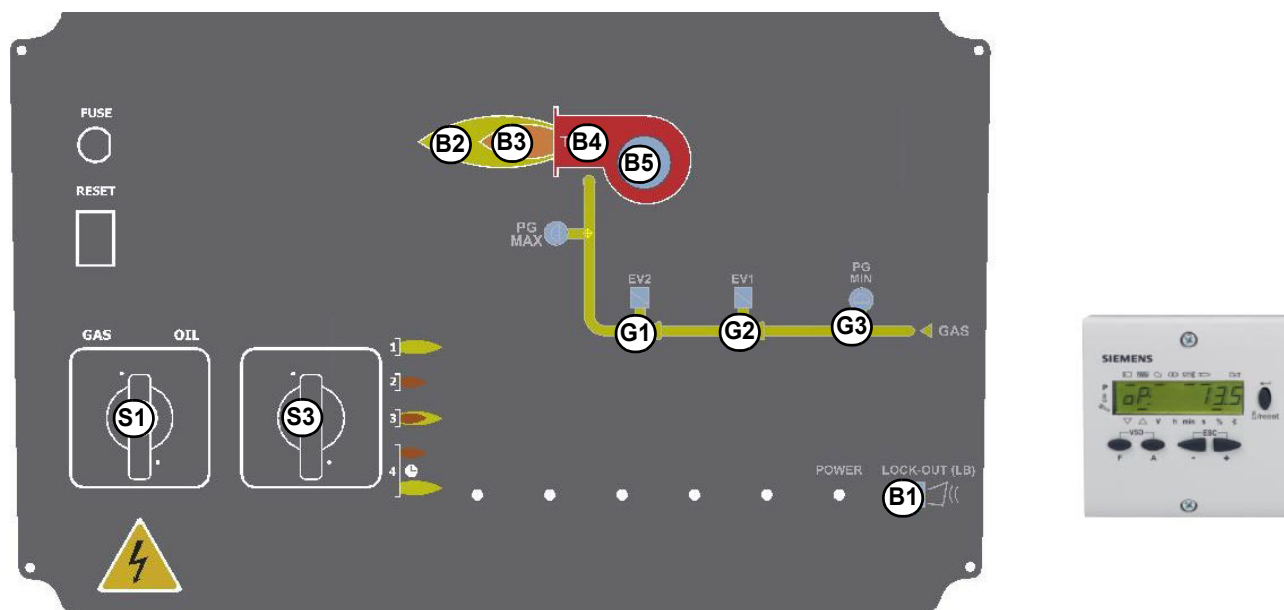 FUSE
B2
B3
B4
B5
RESET
PG
MAX
EV2
EV1
PG
MIN
G1
G2
G3
GAS
GAS
OIL
1
2
3
4
S1
S3
POWER
LOCK-OUT (LB)
B1
SIEMENS
oP: 13.5
V h min s %
VSD
ESC
F
A
-
+
/reset